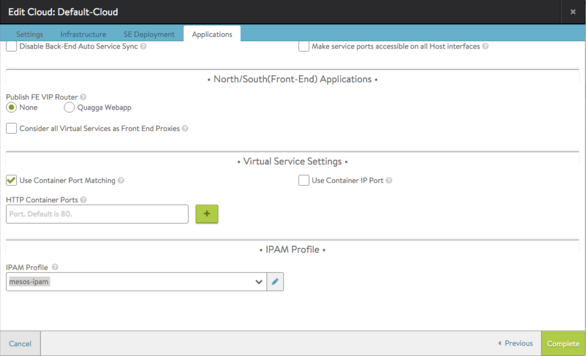 Edit Cloud: Default-Cloud
Settings Infrastructure SE Deployment Applications
Disable Back-End Auto Service Sync Make service ports accessible on all Host interfaces
• North/South(Front-End) Applications •
Publish FE VIP Router
None Quagga Webapp
Consider all Virtual Services as Front End Proxies
• Virtual Service Settings •
Use Container Port Matching Use Container IP Port
HTTP Container Ports
Port. Default is 80.
• IPAM Profile •
IPAM Profile
mesos-ipam
Cancel Previous Complete